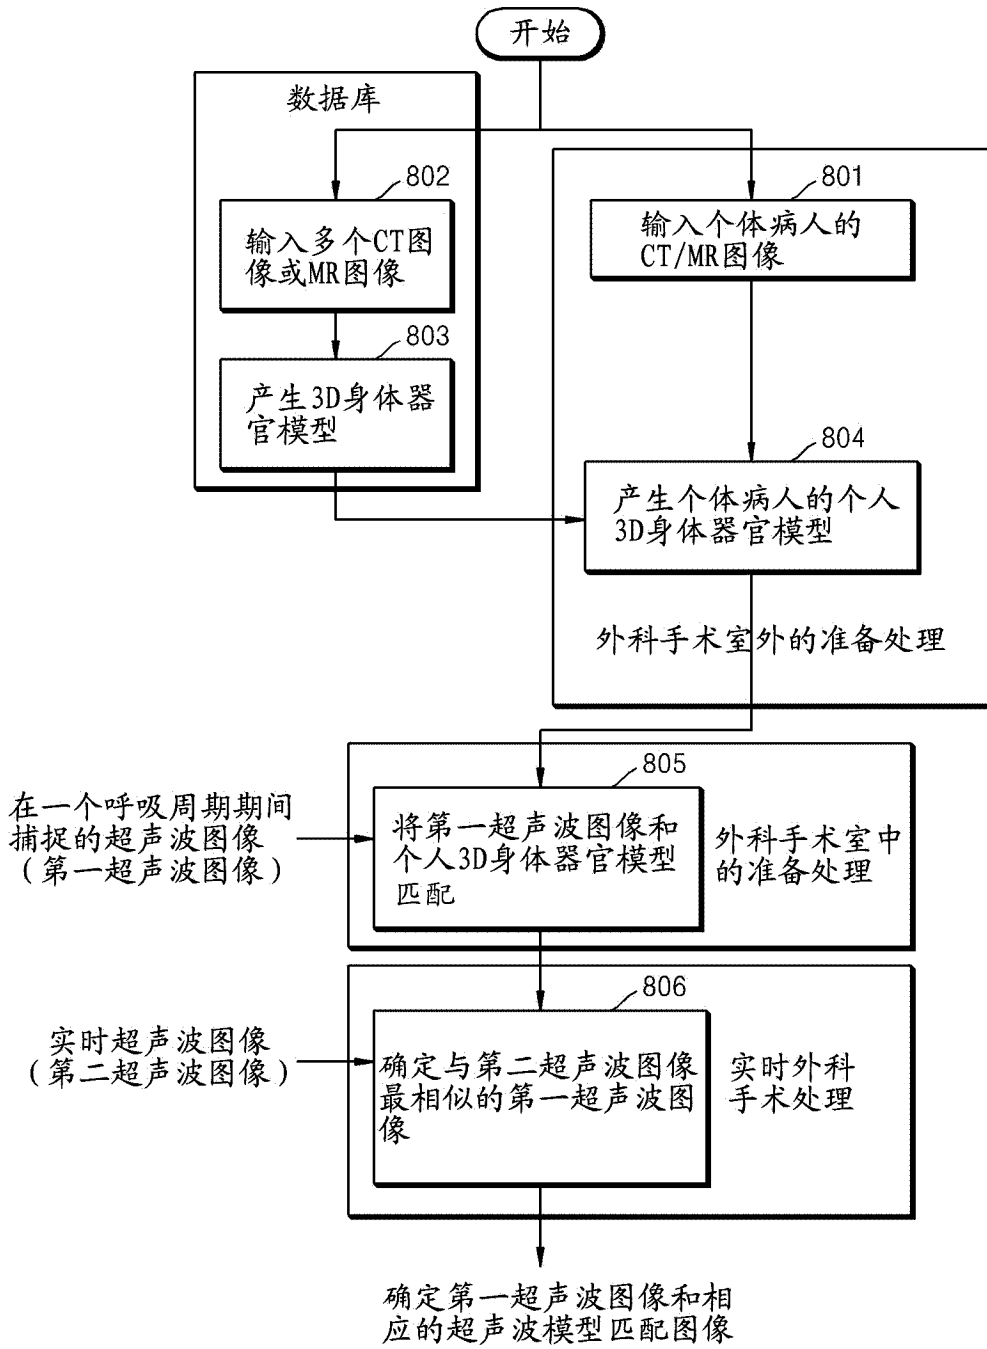 开始
数据库
802
输入多个CT图
像或MR图像
803
产生3D身体器
官模型
801
输入个体病人的
CT/MR图像
804
产生个体病人的个人
3D身体器官模型
外科手术室外的准备处理
在一个呼吸周期期间
捕捉的超声波图像
(第一超声波图像)
805
将第一超声波图像和
个人3D身体器官模型
匹配
外科手术室中
的准备处理
实时超声波图像
(第二超声波图像)
806
确定与第二超声波图像
最相似的第一超声波图
像
实时外科
手术处理
确定第一超声波图像和相
应的超声波模型匹配图像